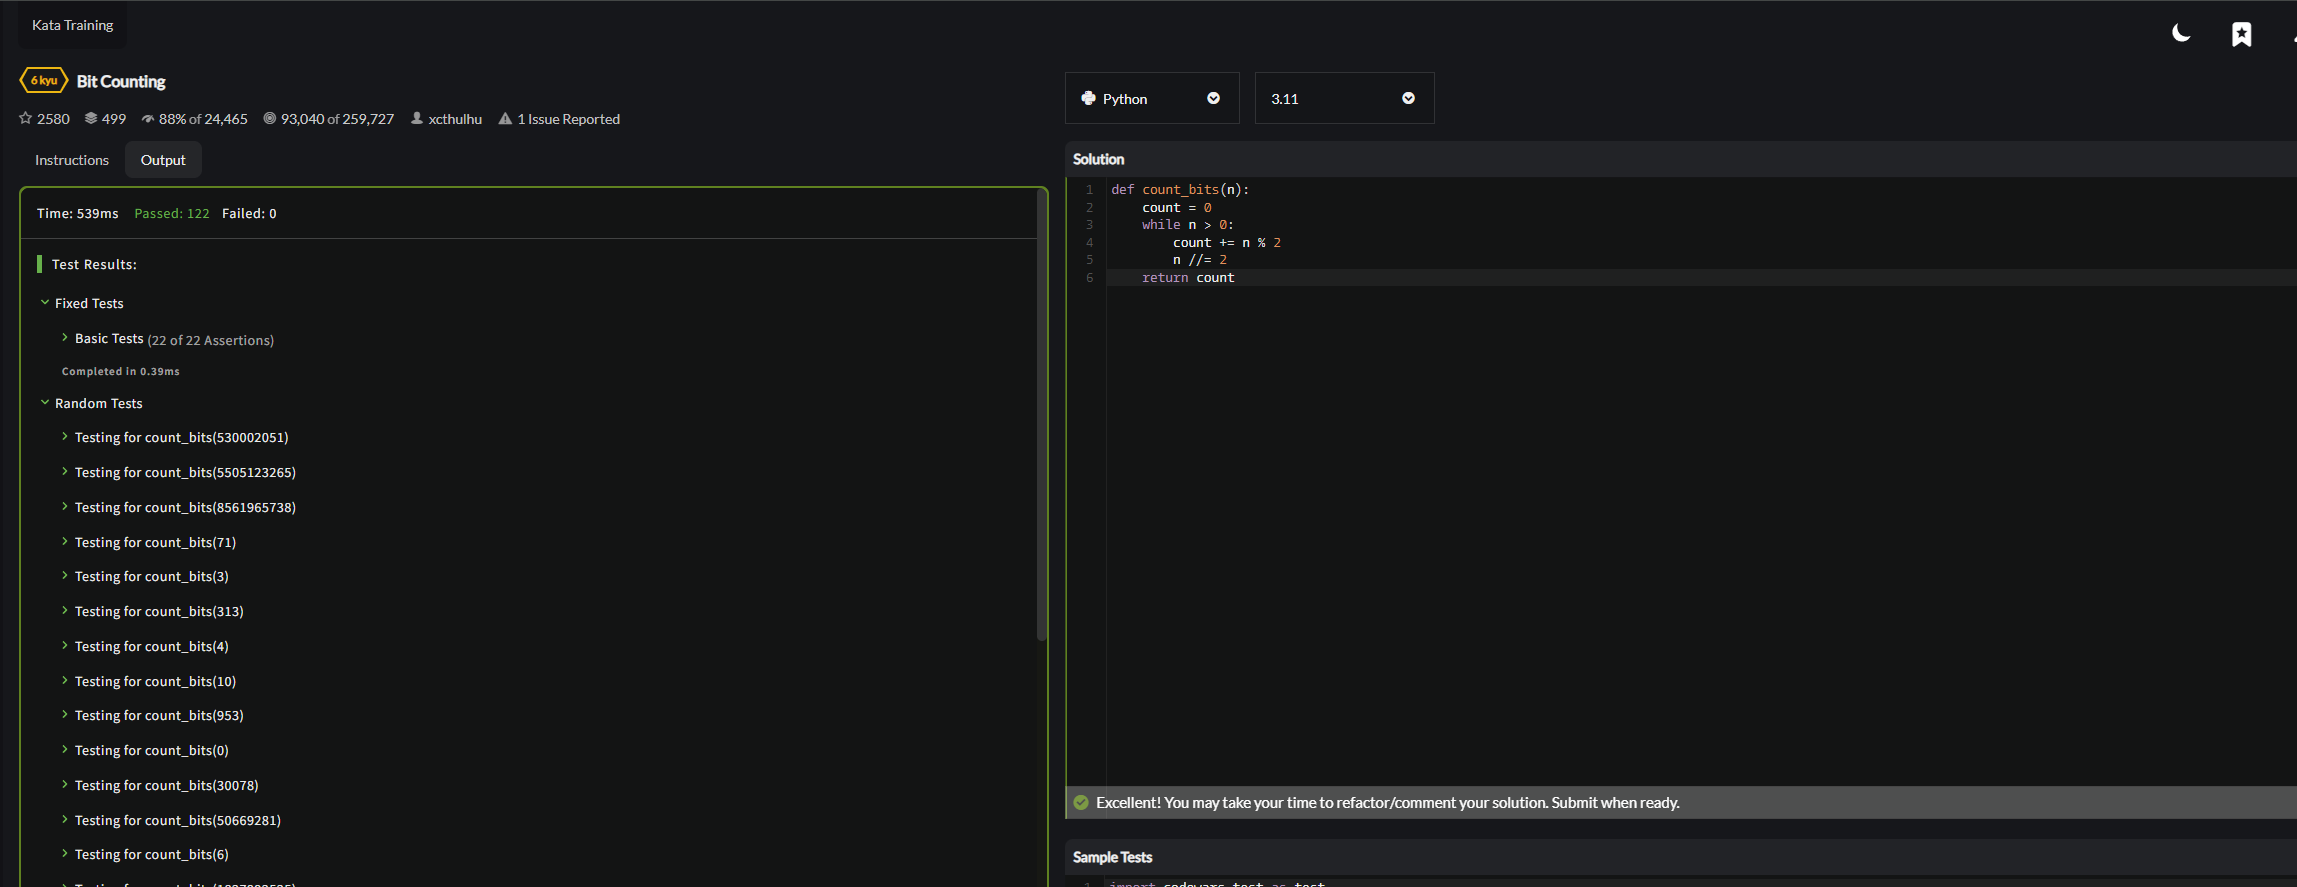 Kata Training
6 kyu Bit Counting
2580 499 88% of 24,465 93,040 of 259,727 xcthulhu 1 Issue Reported
Instructions Output
Time: 539ms Passed: 122 Failed: 0
Test Results:
Fixed Tests
Basic Tests (22 of 22 Assertions)
Completed in 0.39ms
Random Tests
Testing for count_bits(530002051)
Testing for count_bits(5505123265)
Testing for count_bits(8561965738)
Testing for count_bits(71)
Testing for count_bits(3)
Testing for count_bits(313)
Testing for count_bits(4)
Testing for count_bits(10)
Testing for count_bits(953)
Testing for count_bits(0)
Testing for count_bits(30078)
Testing for count_bits(50669281)
Testing for count_bits(6)
Python 3.11
Solution
1 def count_bits(n):
2 count = 0
3 while n > 0:
4 count += n % 2
5 n //= 2
6 return count
Excellent! You may take your time to refactor/comment your solution. Submit when ready.
Sample Tests
1 import codewars_test as test